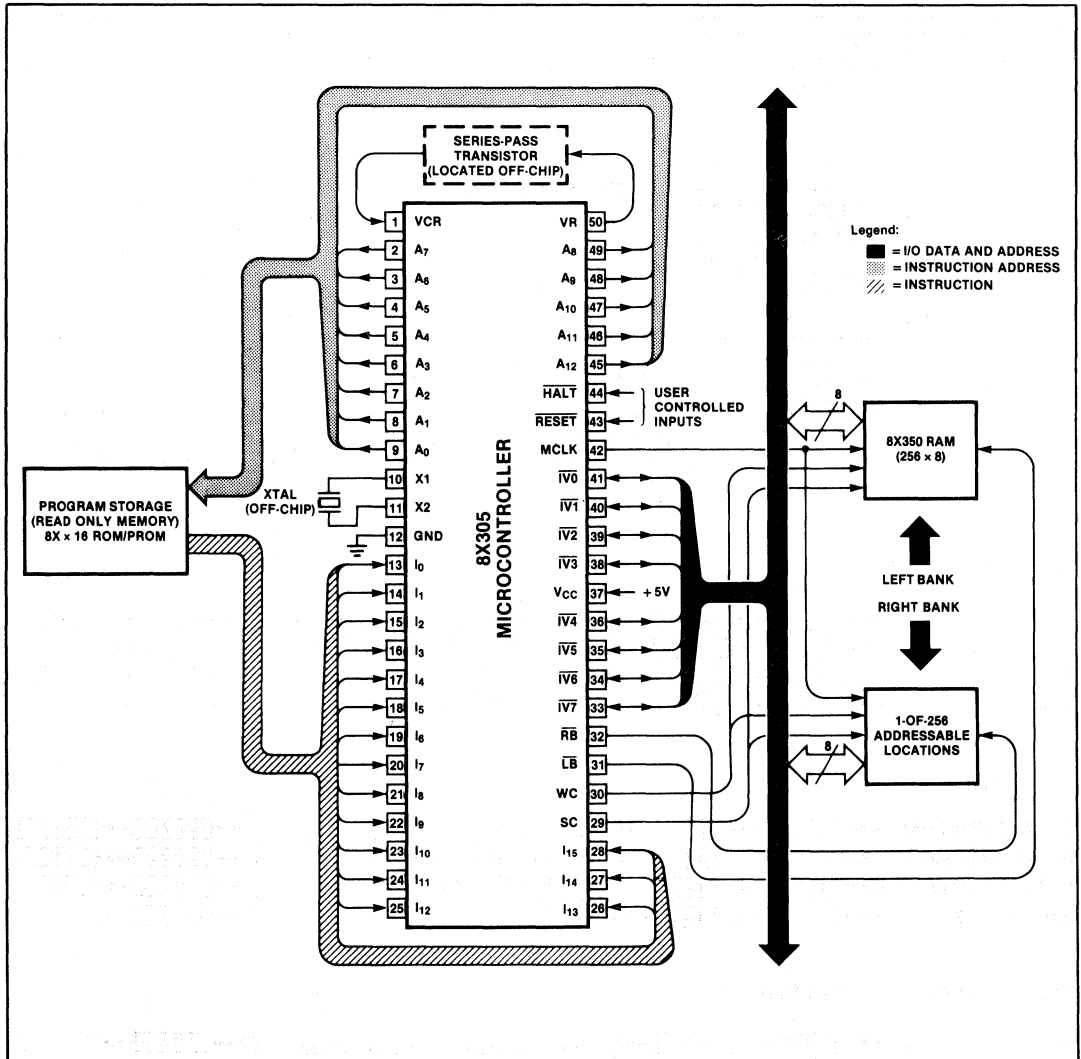 SERIES-PASS
TRANSISTOR
(LOCATED OFF-CHIP)
1 VCR VR 50
2 A7 A8 49
3 A6 A9 48
4 A5 A10 47
5 A4 A11 46
6 A3 A12 45
7 A2 HALT 44
8 A1 RESET 43
9 A0 MCLK 42
10 X1 IV0 41
11 X2 IV1 40
12 GND IV2 39
13 I0 IV3 38
14 I1 VCC 37 + 5V
15 I2 IV4 36
16 I3 IV5 35
17 I4 IV6 34
18 I5 IV7 33
19 I6 RB 32
20 I7 LB 31
21 I8 WC 30
22 I9 SC 29
23 I10 I15 28
24 I11 I14 27
25 I12 I13 26
8X305
MICROCONTROLLER
USER
CONTROLLED
INPUTS
XTAL
(OFF-CHIP)
PROGRAM STORAGE
(READ ONLY MEMORY)
8X × 16 ROM/PROM
Legend:
= I/O DATA AND ADDRESS
= INSTRUCTION ADDRESS
= INSTRUCTION
8
8X350 RAM
(256 × 8)
LEFT BANK
RIGHT BANK
8
1-OF-256
ADDRESSABLE
LOCATIONS